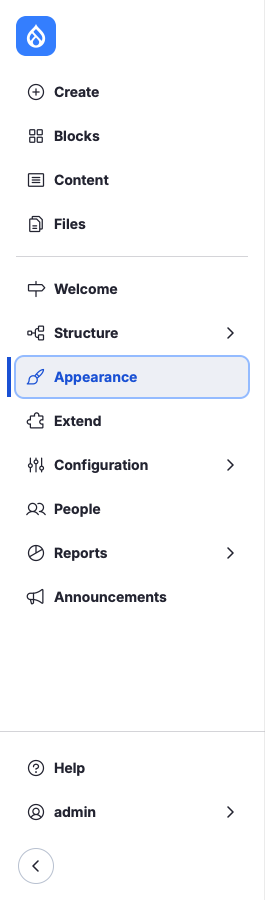 Create
Blocks
Content
Files
Welcome
Structure
Appearance
Extend
Configuration
People
Reports
Announcements
Help
admin